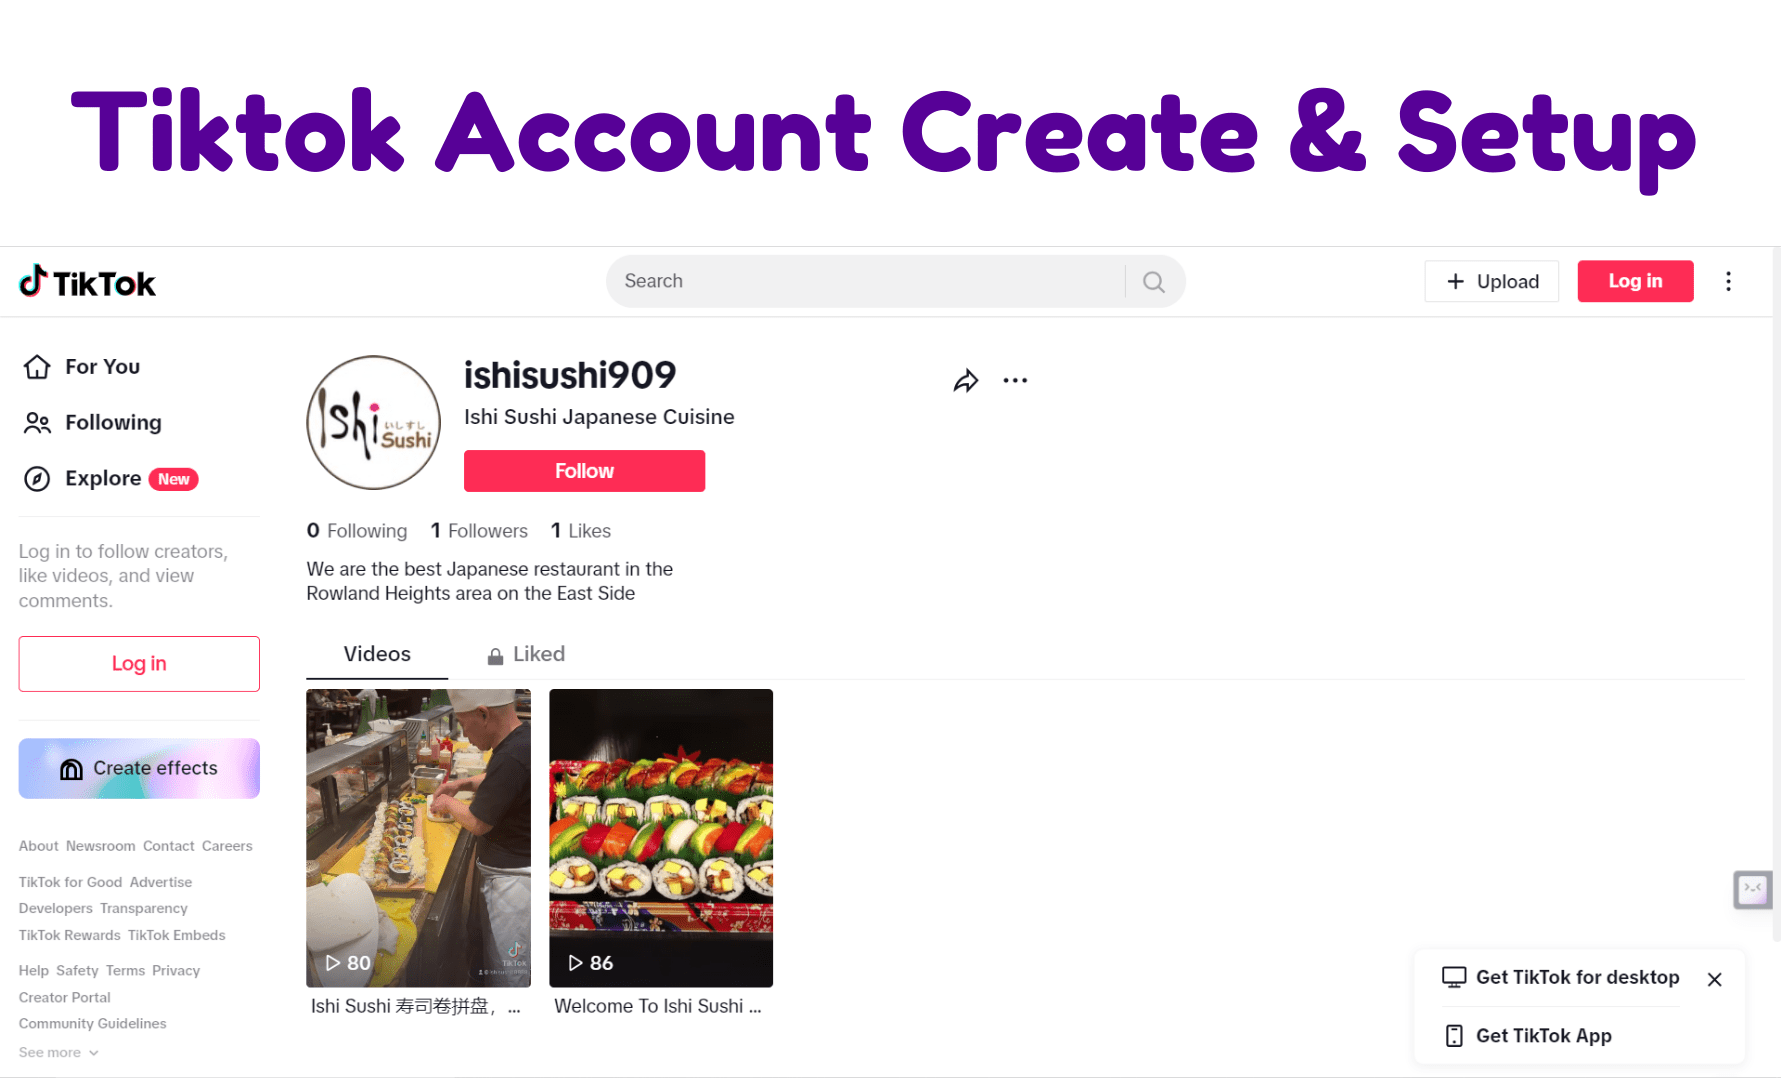 Tiktok Account Create & Setup
TikTok
Search
Upload
Log in
For You
Following
Explore New
Log in to follow creators,
like videos, and view
comments.
Log in
Create effects
About Newsroom Contact Careers
TikTok for Good Advertise
Developers Transparency
TikTok Rewards TikTok Embeds
Help Safety Terms Privacy
Creator Portal
Community Guidelines
See more
Ishi
いしすし
Sushi
ishisushi909
Ishi Sushi Japanese Cuisine
Follow
0 Following 1 Followers 1 Likes
We are the best Japanese restaurant in the
Rowland Heights area on the East Side
Videos
Liked
80
TikTok
Ishi Sushi 寿司卷拼盘，...
86
Welcome To Ishi Sushi ...
Get TikTok for desktop
Get TikTok App